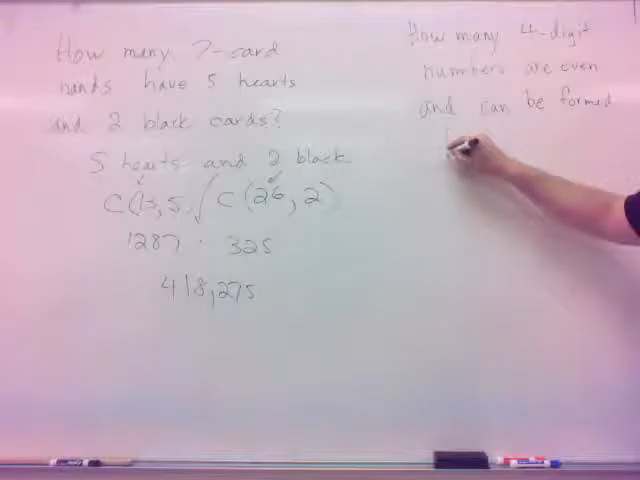 How many 7-card
hands have 5 hearts
and 2 black cards?
5 hearts and 2 black
C(13, 5) C(26, 2)
1287 · 325
418,275
How many 4-digit
numbers are even
and can be formed